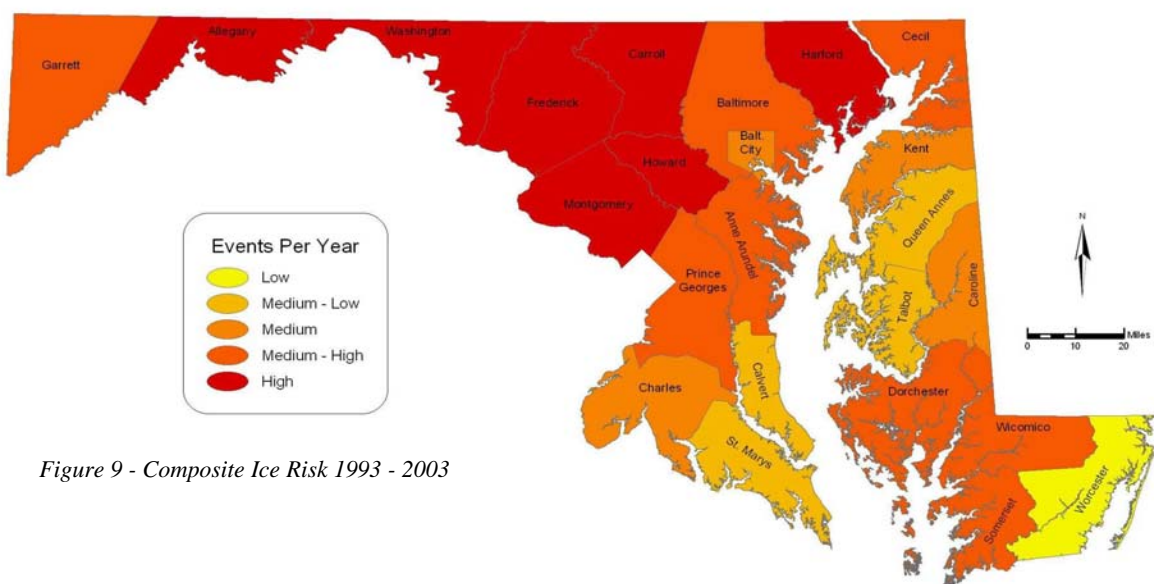 Garrett
Allegany
Washington
Frederick
Carroll
Baltimore
Balt.
City
Harford
Cecil
Howard
Montgomery
Kent
Queen Annes
Anne Arundel
Prince
Georges
Talbot
Caroline
Charles
Calvert
St. Marys
Dorchester
Wicomico
Somerset
Worcester
N
Miles
0 10 20
Events Per Year
Low
Medium - Low
Medium
Medium - High
High
Figure 9 - Composite Ice Risk 1993 - 2003